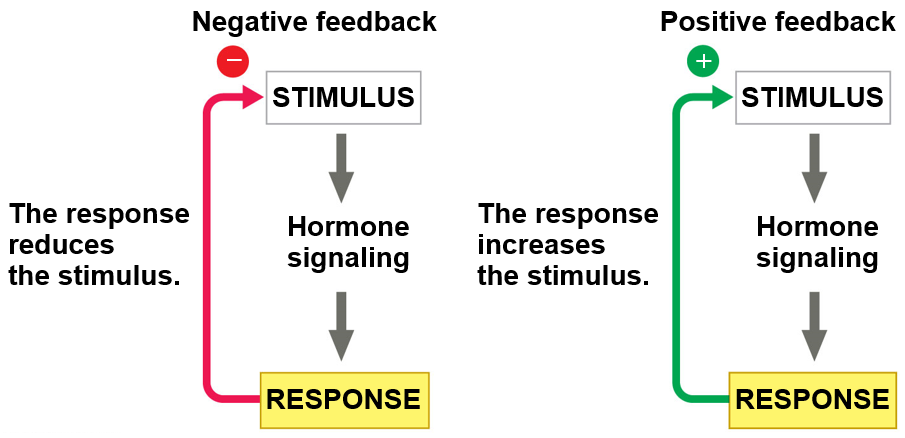 Negative feedback
−
STIMULUS
The response
reduces
the stimulus.
Hormone
signaling
RESPONSE
Positive feedback
+
STIMULUS
The response
increases
the stimulus.
Hormone
signaling
RESPONSE